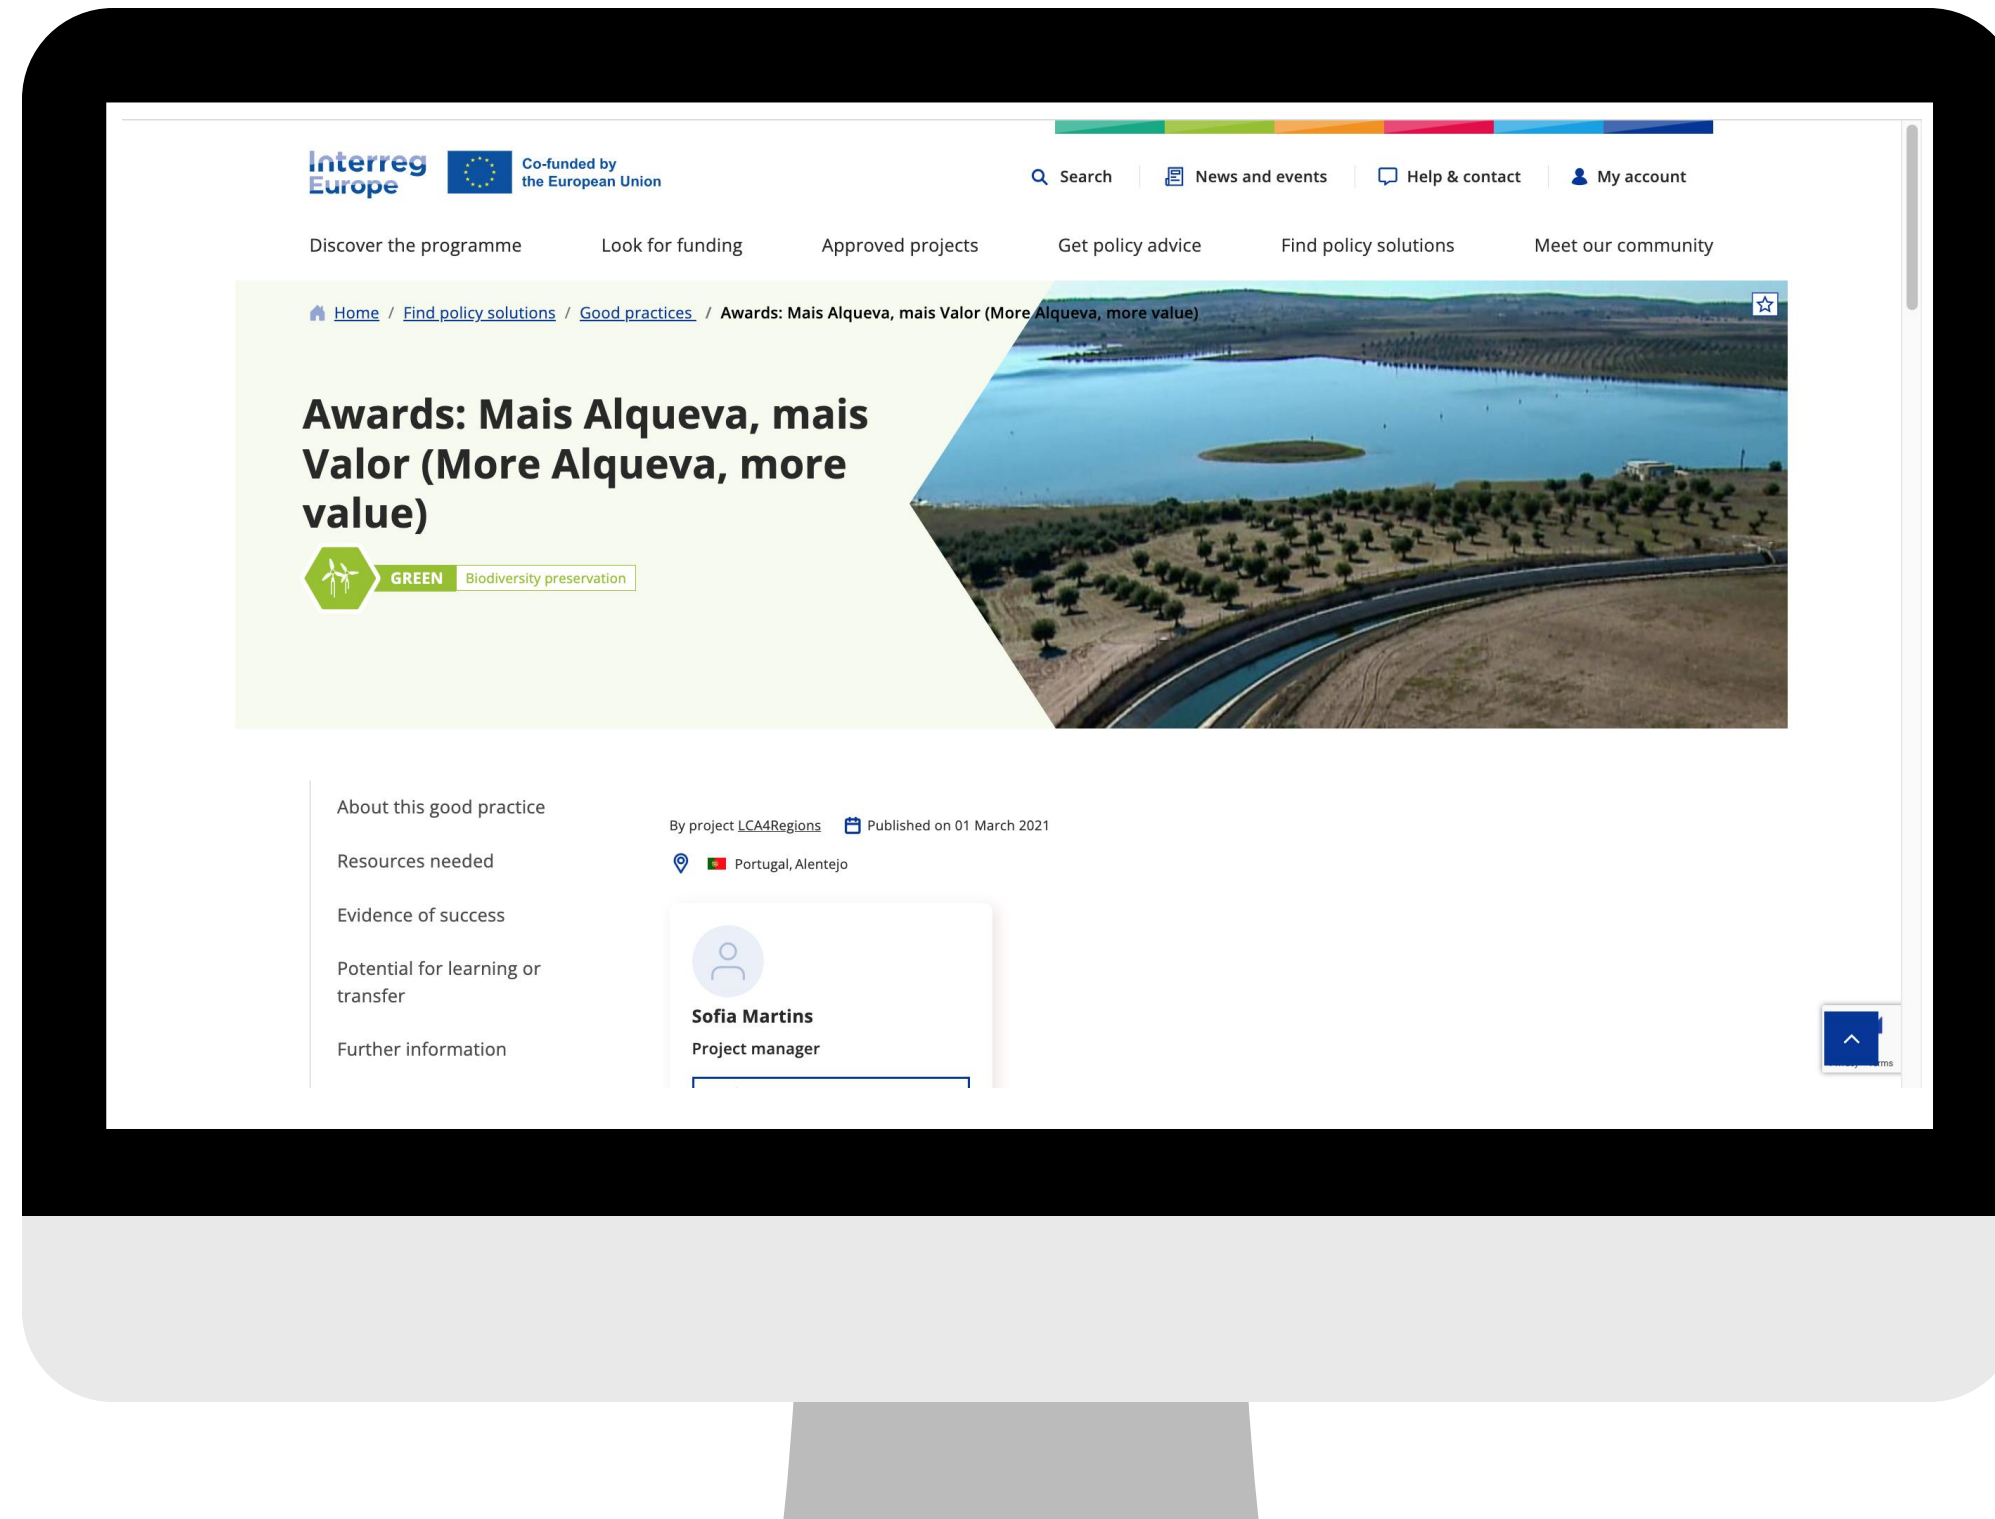 Interreg
Europe
Co-funded by
the European Union
Search
News and events
Help & contact
My account
Discover the programme
Look for funding
Approved projects
Get policy advice
Find policy solutions
Meet our community
Home / Find policy solutions / Good practices / Awards: Mais Alqueva, mais Valor (More Alqueva, more value)
Awards: Mais Alqueva, mais
Valor (More Alqueva, more
value)
GREEN
Biodiversity preservation
About this good practice
Resources needed
Evidence of success
Potential for learning or
transfer
Further information
By project LCA4Regions
Published on 01 March 2021
Portugal, Alentejo
Sofia Martins
Project manager